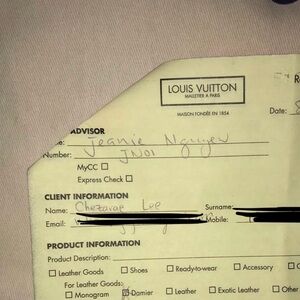 LOUIS VUITTON
MALLETIER À PARIS
R
MAISON FONDÉE EN 1854
Date:
ADVISOR
e: Jeanie Nguyen
Number: JN01
MyCC ☐
Express Check ☐
CLIENT INFORMATION
Name: Lee Surname:
Email: Mobile:
PRODUCT INFORMATION
Product Description:
☐ Leather Goods ☐ Shoes ☐ Ready-to-wear ☐ Accessory ☐ C
For Leather Goods:
☐ Monogram ☒ Damier ☐ Leather ☐ Exotic Leather ☐ Other